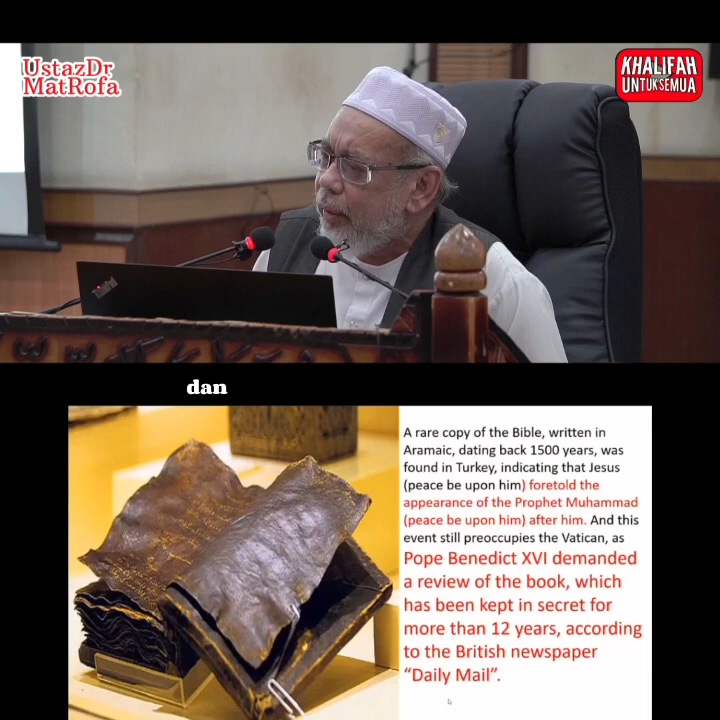 UstazDr
MatRofa
KHALIFAH
UNTUK SEMUA
dan
A rare copy of the Bible, written in
Aramaic, dating back 1500 years, was
found in Turkey, indicating that Jesus
(peace be upon him) foretold the
appearance of the Prophet Muhammad
(peace be upon him) after him. And this
event still preoccupies the Vatican, as
Pope Benedict XVI demanded
a review of the book, which
has been kept in secret for
more than 12 years, according
to the British newspaper
“Daily Mail”.